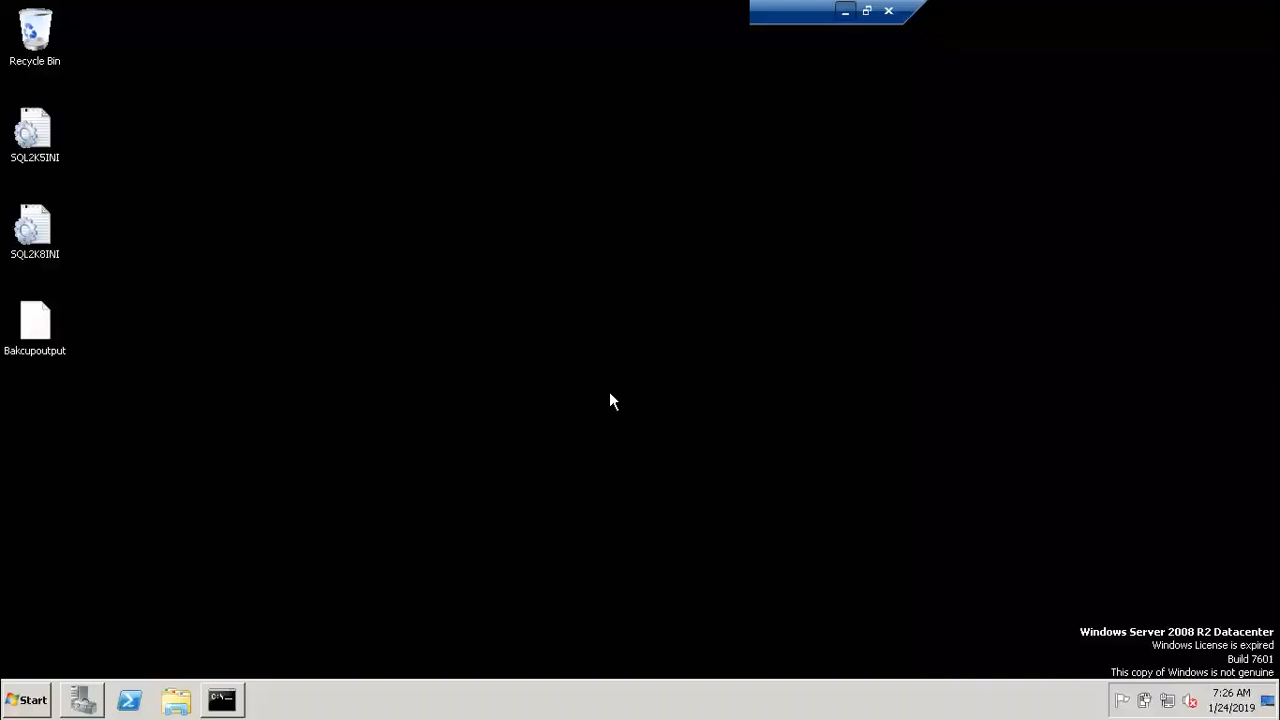 Recycle Bin
SQL2K5INI
SQL2K8INI
Bakcupoutput
Windows Server 2008 R2 Datacenter
Windows License is expired
Build 7601
This copy of Windows is not genuine
Start
C:\_
7:26 AM
1/24/2019